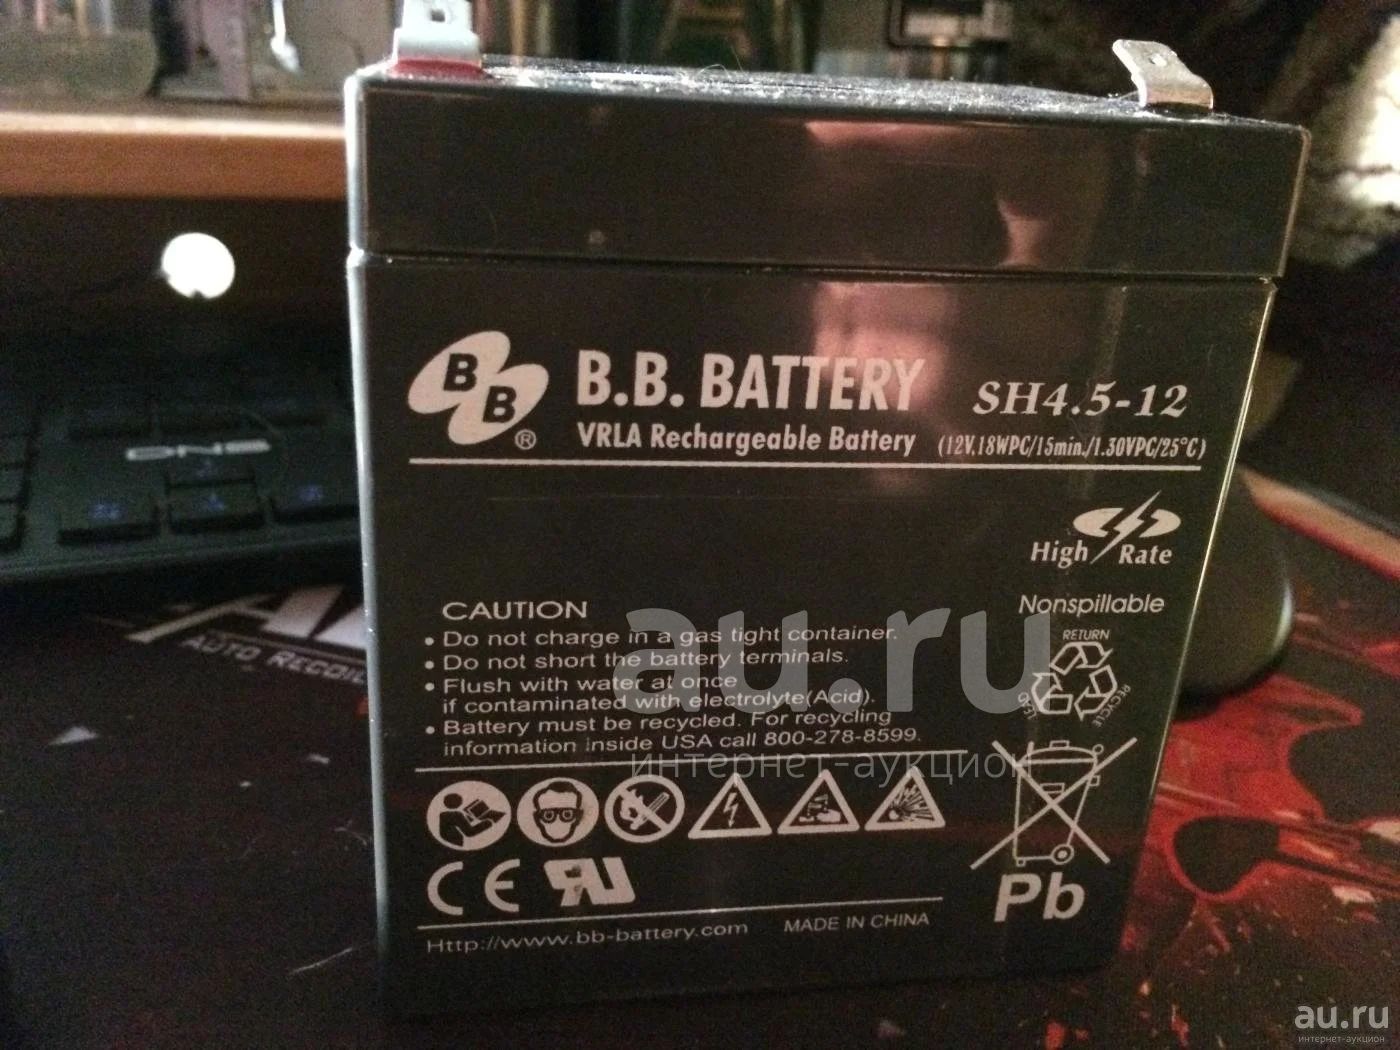 B
B
®
B.B. BATTERY
SH4.5-12
VRLA Rechargeable Battery
(12V,18WPC/15min./1.30VPC/25°C)
High Rate
Nonspillable
CAUTION
• Do not charge in a gas tight container.
• Do not short the battery terminals.
• Flush with water at once
if contaminated with electrolyte(Acid).
• Battery must be recycled. For recycling
information inside USA call 800-278-8599.
RETURN
RECYCLE
Pb
CE
Http://www.bb-battery.com
MADE IN CHINA
AUTO RECOIL
au.ru
интернет-аукцион
au.ru
интернет-аукцион